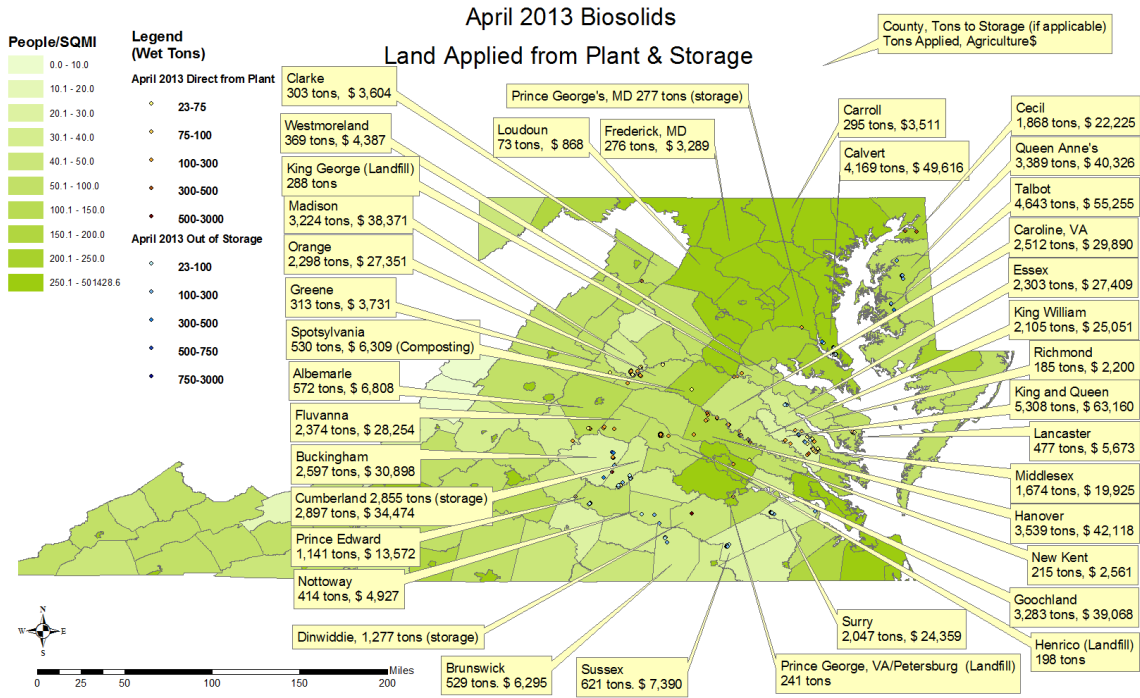 April 2013 Biosolids
Land Applied from Plant & Storage
County, Tons to Storage (if applicable)
Tons Applied, Agriculture$
People/SQMI
0.0 - 10.0
10.1 - 20.0
20.1 - 30.0
30.1 - 40.0
40.1 - 50.0
50.1 - 100.0
100.1 - 150.0
150.1 - 200.0
200.1 - 250.0
250.1 - 501428.6
Legend
(Wet Tons)
April 2013 Direct from Plant
23-75
75-100
100-300
300-500
500-3000
April 2013 Out of Storage
23-100
100-300
300-500
500-750
750-3000
Clarke
303 tons, $ 3,604
Westmoreland
369 tons, $ 4,387
King George (Landfill)
288 tons
Madison
3,224 tons, $ 38,371
Orange
2,298 tons, $ 27,351
Greene
313 tons, $ 3,731
Spotsylvania
530 tons, $ 6,309 (Composting)
Albemarle
572 tons, $ 6,808
Fluvanna
2,374 tons, $ 28,254
Buckingham
2,597 tons, $ 30,898
Cumberland 2,855 tons (storage)
2,897 tons, $ 34,474
Prince Edward
1,141 tons, $ 13,572
Nottoway
414 tons, $ 4,927
Dinwiddie, 1,277 tons (storage)
Brunswick
529 tons. $ 6,295
Sussex
621 tons. $ 7,390
Prince George's, MD 277 tons (storage)
Loudoun
73 tons, $ 868
Frederick, MD
276 tons, $ 3,289
Carroll
295 tons, $3,511
Calvert
4,169 tons, $ 49,616
Cecil
1,868 tons, $ 22,225
Queen Anne's
3,389 tons, $ 40,326
Talbot
4,643 tons, $ 55,255
Caroline, VA
2,512 tons, $ 29,890
Essex
2,303 tons, $ 27,409
King William
2,105 tons, $ 25,051
Richmond
185 tons, $ 2,200
King and Queen
5,308 tons, $ 63,160
Lancaster
477 tons, $ 5,673
Middlesex
1,674 tons, $ 19,925
Hanover
3,539 tons, $ 42,118
New Kent
215 tons, $ 2,561
Goochland
3,283 tons, $ 39,068
Henrico (Landfill)
198 tons
Surry
2,047 tons, $ 24,359
Prince George, VA/Petersburg (Landfill)
241 tons
N
W E
S
Miles
0 25 50 100 150 200